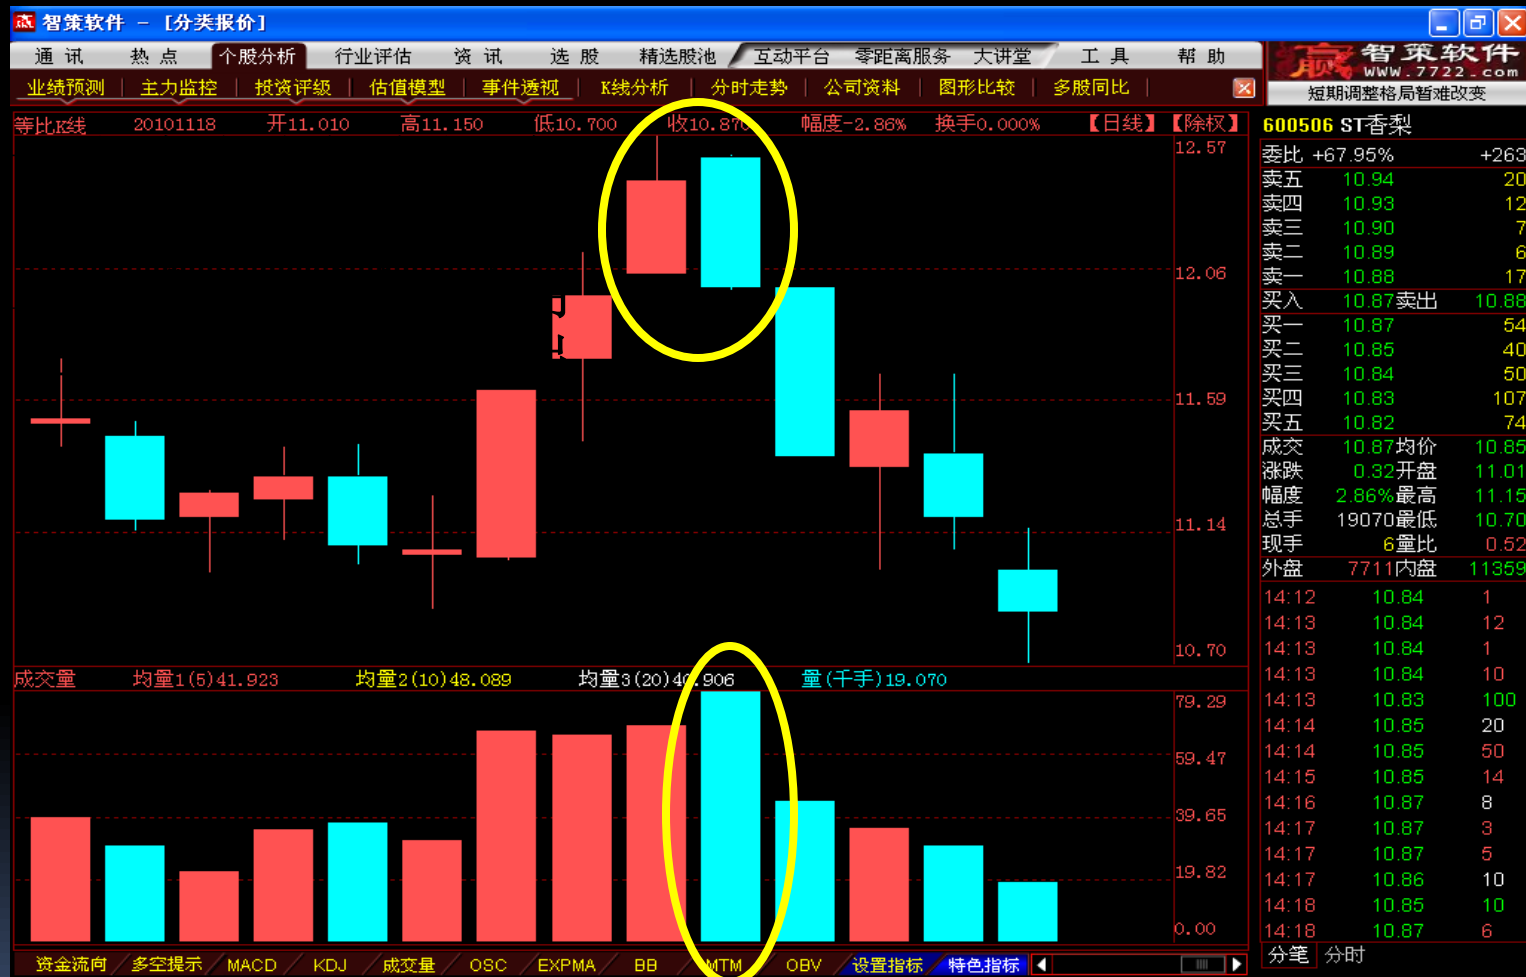 智策软件 - [分类报价]
通 讯 热 点 个股分析 行业评估 资 讯 选 股 精选股池 互动平台 零距离服务 大讲堂 工 具 帮 助
赢 智策软件
www.7722.com
业绩预测 主力监控 投资评级 估值模型 事件透视 K线分析 分时走势 公司资料 图形比较 多股同比
短期调整格局暂难改变
等比K线 20101118 开11.010 高11.150 低10.700 收10.870 幅度-2.86% 换手0.000% 【日线】 【除权】
12.57
12.06
11.59
11.14
10.70
成交量 均量1(5)41.923 均量2(10)48.089 均量3(20)40.906 量(千手)19.070
79.29
59.47
39.65
19.82
0.00
资金流向 多空提示 MACD KDJ 成交量 OSC EXPMA BB MTM OBV 设置指标 特色指标
600506 ST香梨
委比 +67.95% +263
卖五 10.94 20
卖四 10.93 12
卖三 10.90 7
卖二 10.89 6
卖一 10.88 17
买入 10.87 卖出 10.88
买一 10.87 54
买二 10.85 40
买三 10.84 50
买四 10.83 107
买五 10.82 74
成交 10.87 均价 10.85
涨跌 0.32 开盘 11.01
幅度 2.86% 最高 11.15
总手 19070 最低 10.70
现手 6 量比 0.52
外盘 7711 内盘 11359
14:12 10.84 1
14:13 10.84 12
14:13 10.84 1
14:13 10.84 10
14:13 10.83 100
14:14 10.85 20
14:14 10.85 50
14:15 10.85 14
14:16 10.87 8
14:17 10.87 3
14:17 10.87 5
14:17 10.86 10
14:18 10.85 10
14:18 10.87 6
分笔 分时